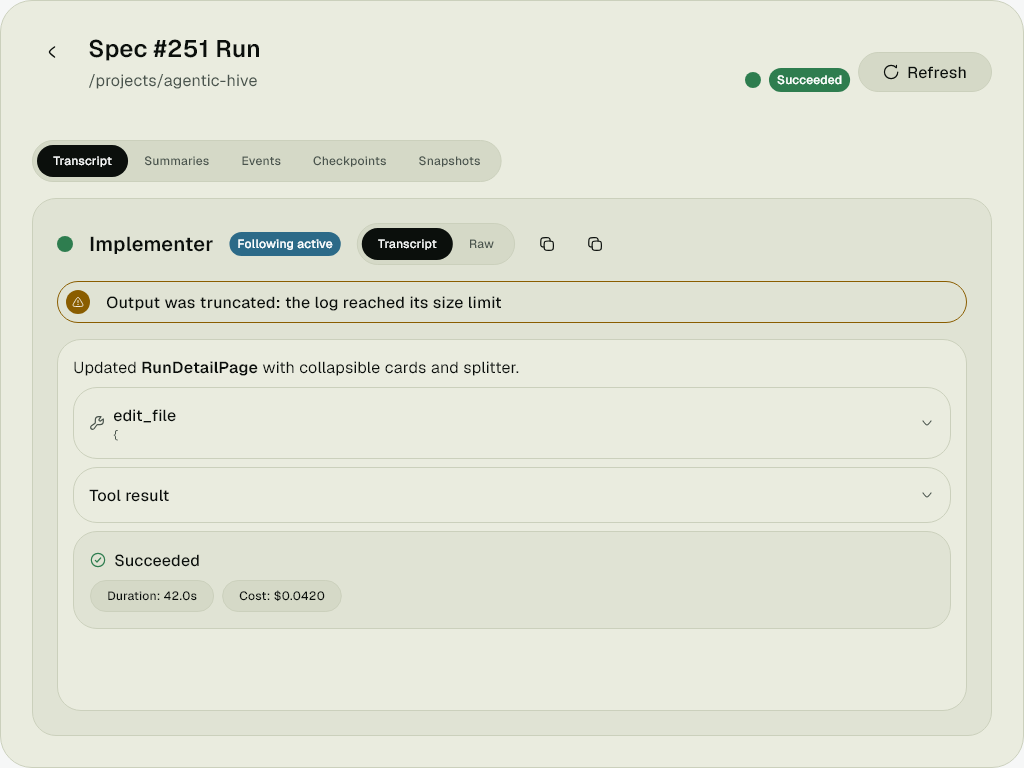 Spec #251 Run
/projects/agentic-hive
Succeeded
Refresh
Transcript
Summaries
Events
Checkpoints
Snapshots
Implementer
Following active
Transcript
Raw
Output was truncated: the log reached its size limit
Updated RunDetailPage with collapsible cards and splitter.
edit_file
{
Tool result
Succeeded
Duration: 42.0s
Cost: $0.0420